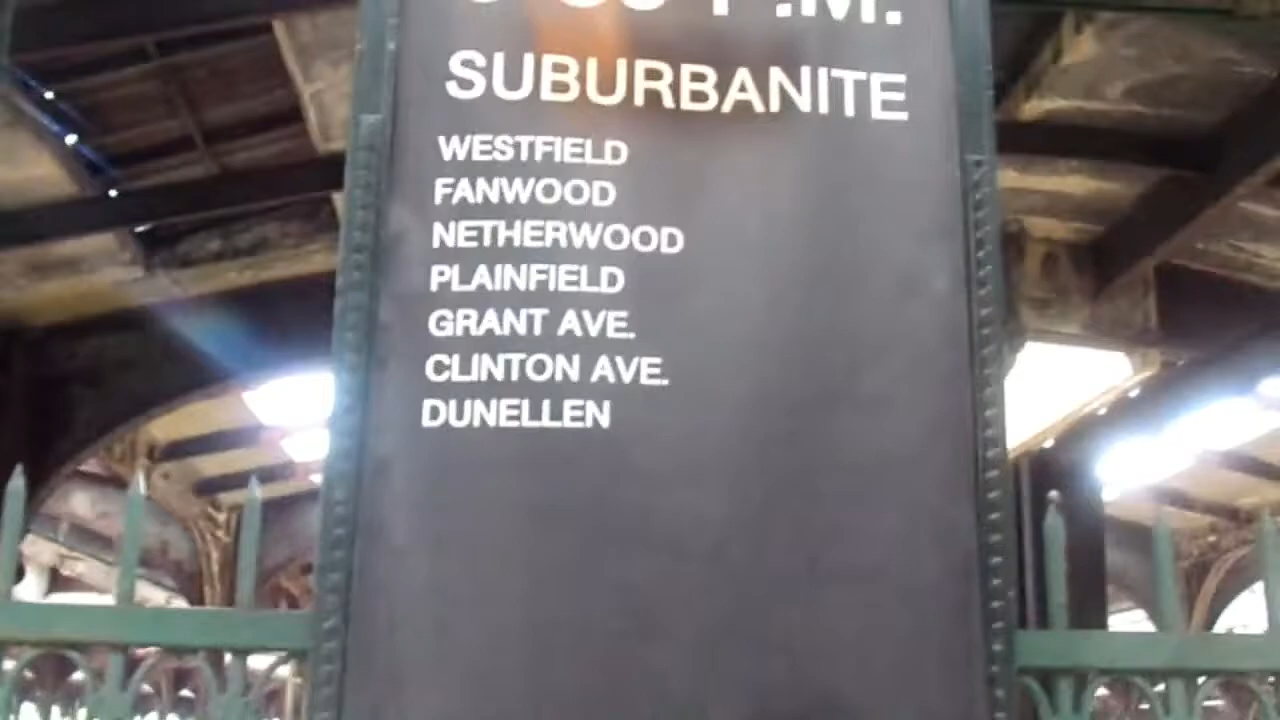 P.M.
SUBURBANITE
WESTFIELD
FANWOOD
NETHERWOOD
PLAINFIELD
GRANT AVE.
CLINTON AVE.
DUNELLEN